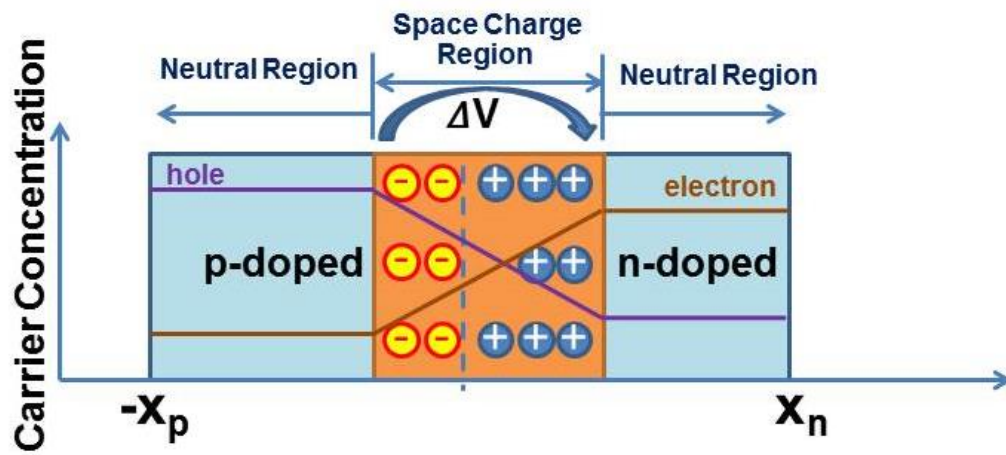 Space Charge
Region
Neutral Region
Neutral Region
ΔV
Carrier Concentration
hole
electron
p-doped
n-doped
- - + + +
- - + +
- - + + +
-xp
xn